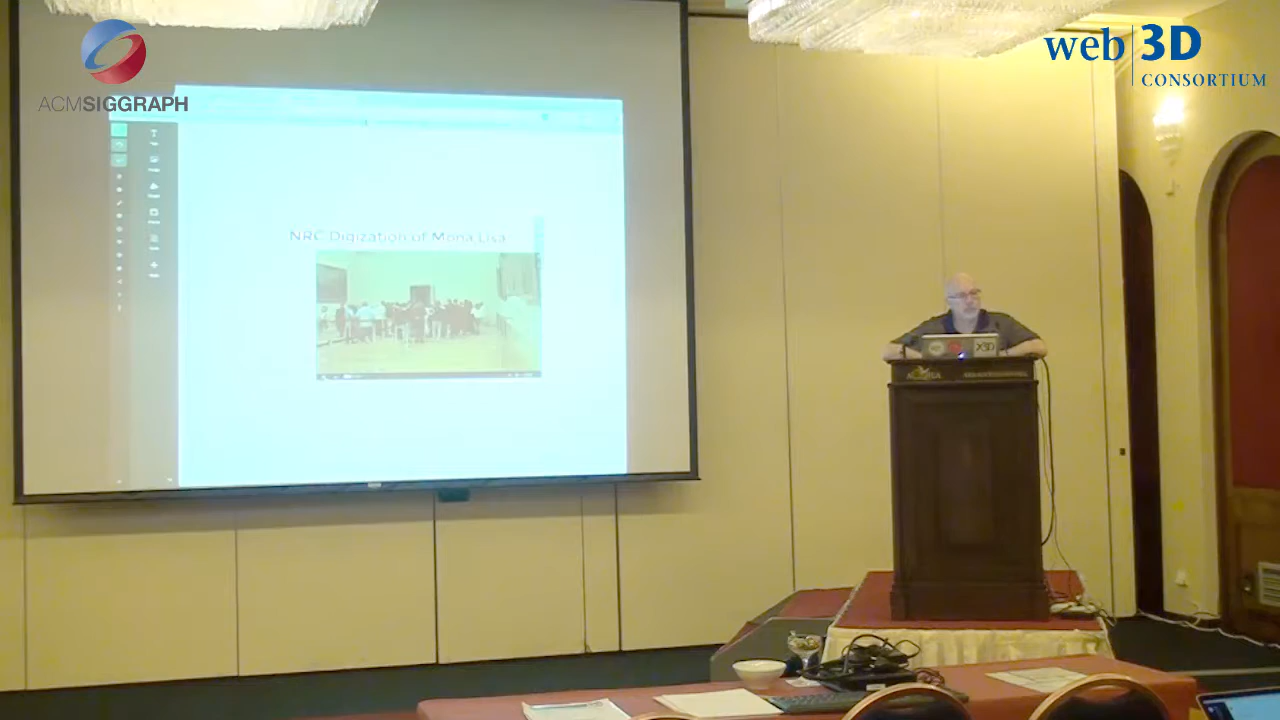 ACMSIGGRAPH
web 3D
CONSORTIUM
NRC Digization of Mona Lisa
X3D